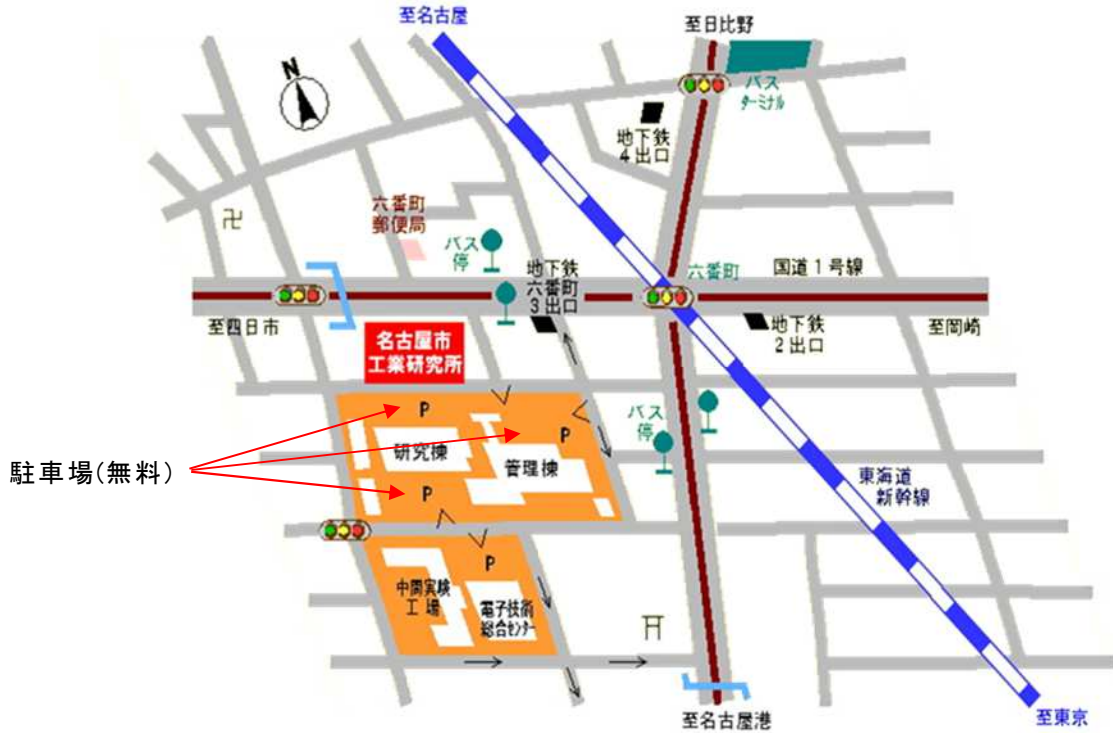 至名古屋
至日比野
N
バス
ターミナル
地下鉄
4出口
六番町
郵便局
バス
停
地下鉄
六番町
3出口
六番町
国道1号線
至四日市
地下鉄
2出口
至岡崎
名古屋市
工業研究所
P
研究棟
P
管理棟
バス
停
駐車場(無料)
P
東海道
新幹線
P
中間実験
工場
電子技術
総合センター
至名古屋港
至東京